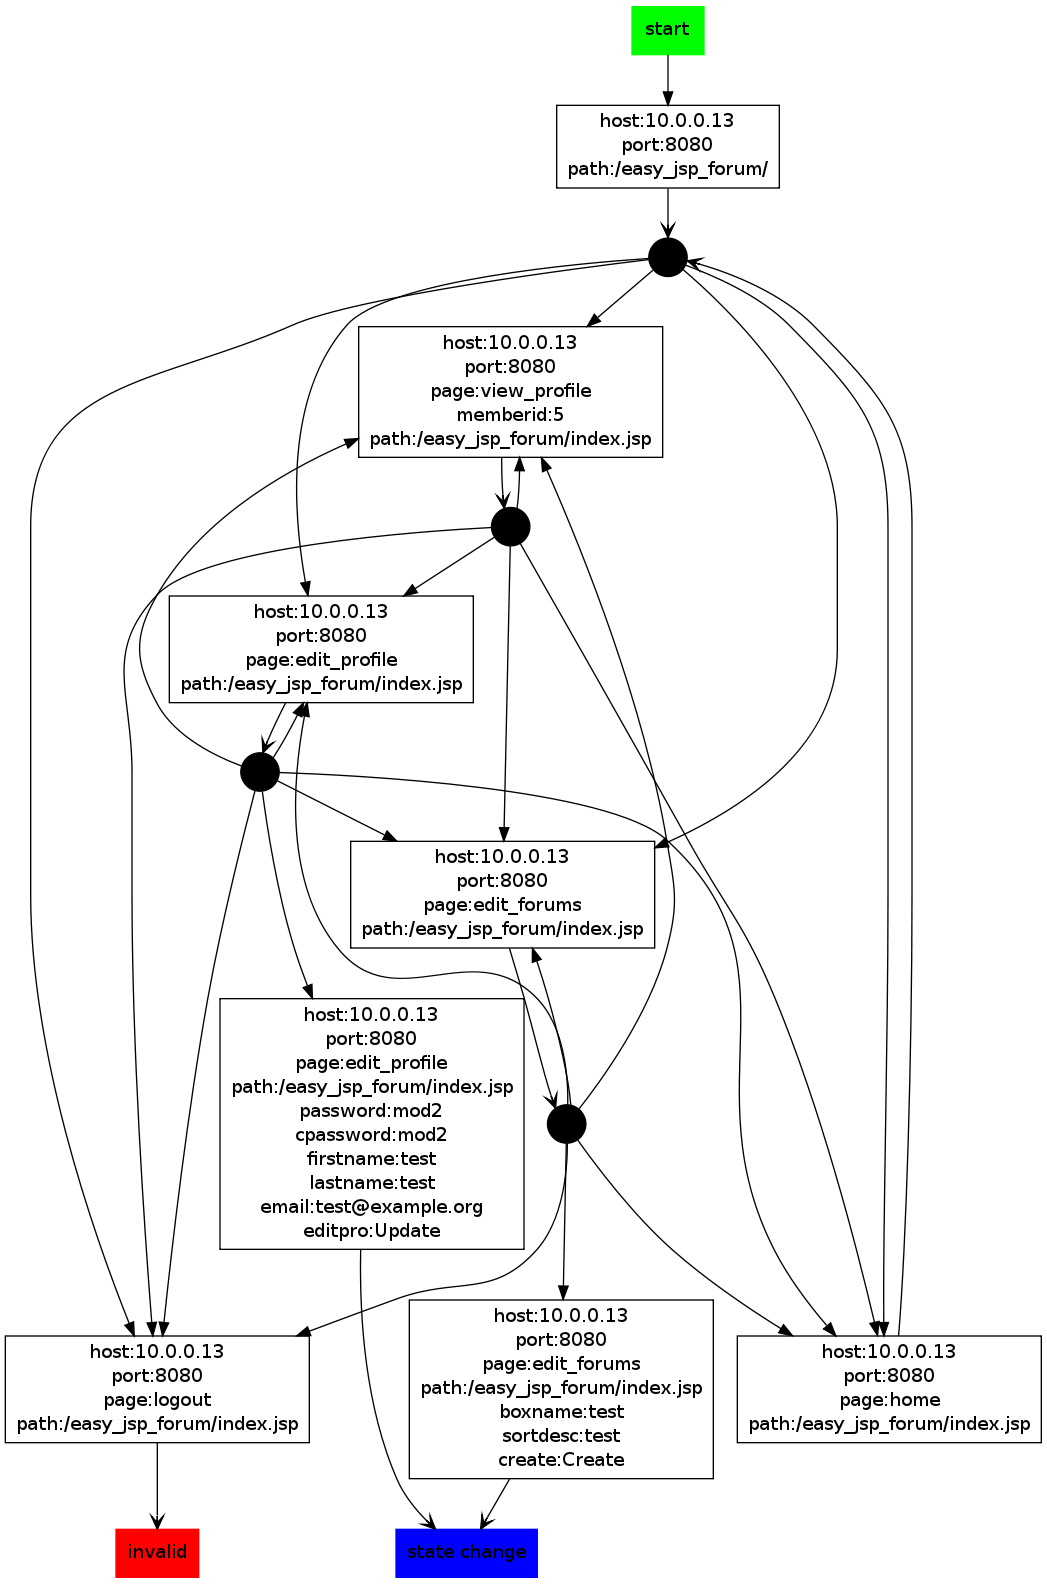 start
host:10.0.0.13
port:8080
path:/easy_jsp_forum/
host:10.0.0.13
port:8080
page:view_profile
memberid:5
path:/easy_jsp_forum/index.jsp
host:10.0.0.13
port:8080
page:edit_profile
path:/easy_jsp_forum/index.jsp
host:10.0.0.13
port:8080
page:edit_forums
path:/easy_jsp_forum/index.jsp
host:10.0.0.13
port:8080
page:edit_profile
path:/easy_jsp_forum/index.jsp
password:mod2
cpassword:mod2
firstname:test
lastname:test
email:test@example.org
editpro:Update
host:10.0.0.13
port:8080
page:logout
path:/easy_jsp_forum/index.jsp
host:10.0.0.13
port:8080
page:edit_forums
path:/easy_jsp_forum/index.jsp
boxname:test
sortdesc:test
create:Create
host:10.0.0.13
port:8080
page:home
path:/easy_jsp_forum/index.jsp
invalid
state change